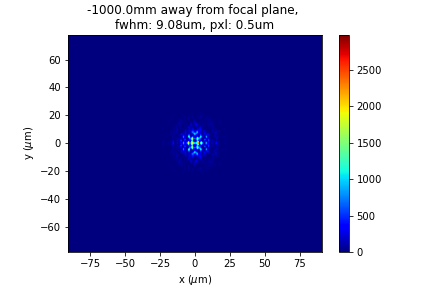 -1000.0mm away from focal plane,
fwhm: 9.08um, pxl: 0.5um
60
40
20
0
−20
−40
−60
y (μm)
−75 −50 −25 0 25 50 75
x (μm)
2500
2000
1500
1000
500
0